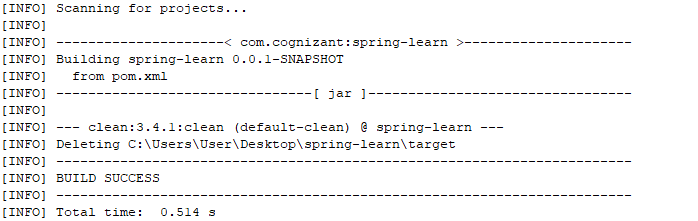 [INFO] Scanning for projects...
[INFO]
[INFO] ---------------------< com.cognizant:spring-learn >---------------------
[INFO] Building spring-learn 0.0.1-SNAPSHOT
[INFO]   from pom.xml
[INFO] --------------------------------[ jar ]---------------------------------
[INFO]
[INFO] --- clean:3.4.1:clean (default-clean) @ spring-learn ---
[INFO] Deleting C:\Users\User\Desktop\spring-learn\target
[INFO] ------------------------------------------------------------------------
[INFO] BUILD SUCCESS
[INFO] ------------------------------------------------------------------------
[INFO] Total time:  0.514 s